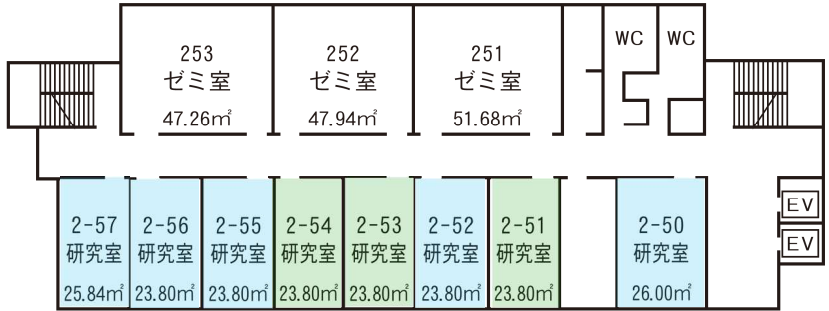 WC
WC
253
ゼミ室
47.26㎡
252
ゼミ室
47.94㎡
251
ゼミ室
51.68㎡
2-57
研究室
25.84㎡
2-56
研究室
23.80㎡
2-55
研究室
23.80㎡
2-54
研究室
23.80㎡
2-53
研究室
23.80㎡
2-52
研究室
23.80㎡
2-51
研究室
23.80㎡
2-50
研究室
26.00㎡
EV
EV